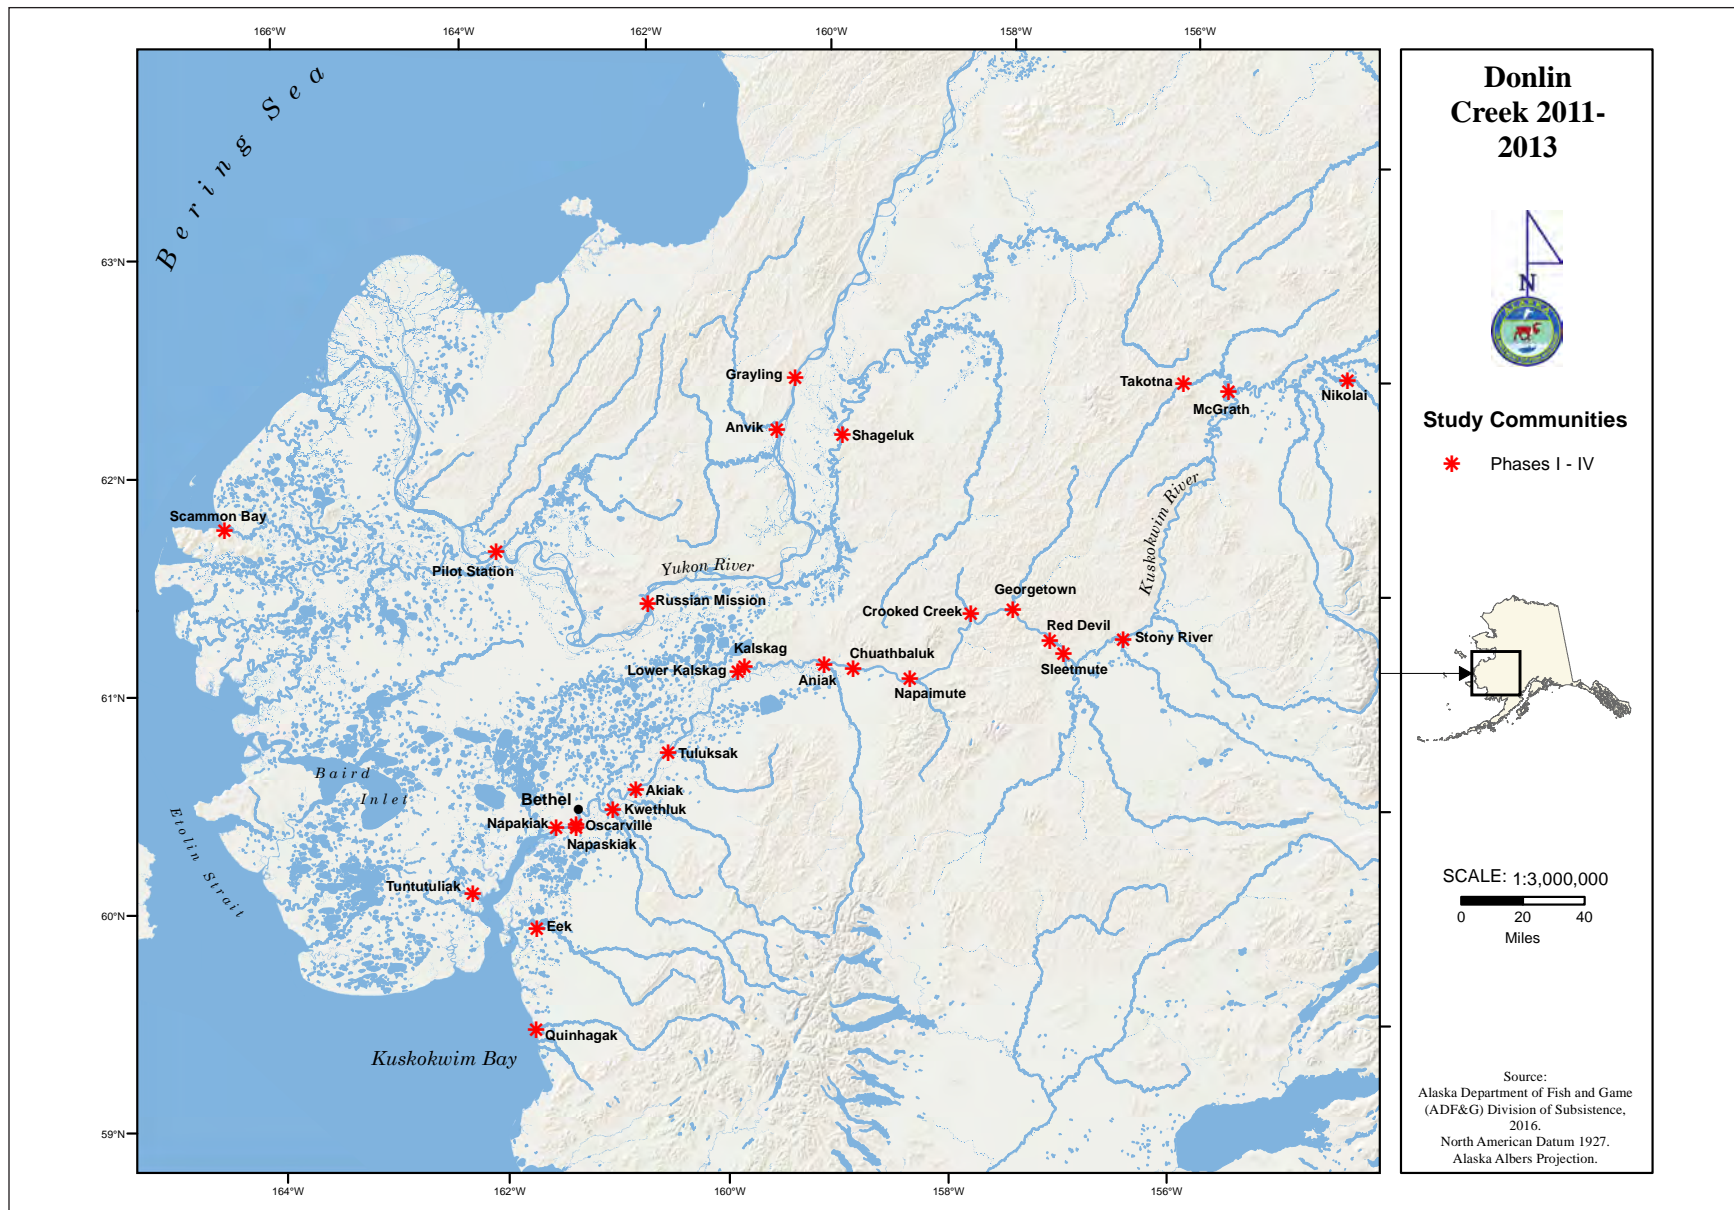 166°W
164°W
162°W
160°W
158°W
156°W
Bering Sea
63°N
62°N
61°N
60°N
59°N
Grayling
Anvik
Shageluk
Takotna
McGrath
Nikolai
Scammon Bay
Pilot Station
Yukon River
Russian Mission
Kuskokwim River
Georgetown
Crooked Creek
Red Devil
Stony River
Sleetmute
Kalskag
Lower Kalskag
Chuathbaluk
Aniak
Napaimute
Tuluksak
Baird
Inlet
Akiak
Bethel
Kwethluk
Napakiak
Oscarville
Napaskiak
Etolin Strait
Tuntutuliak
Eek
Quinhagak
Kuskokwim Bay
164°W
162°W
160°W
158°W
156°W
Donlin
Creek 2011-
2013
N
ALASKA
Study Communities
Phases I - IV
SCALE: 1:3,000,000
0 20 40
Miles
Source:
Alaska Department of Fish and Game
(ADF&G) Division of Subsistence,
2016.
North American Datum 1927.
Alaska Albers Projection.